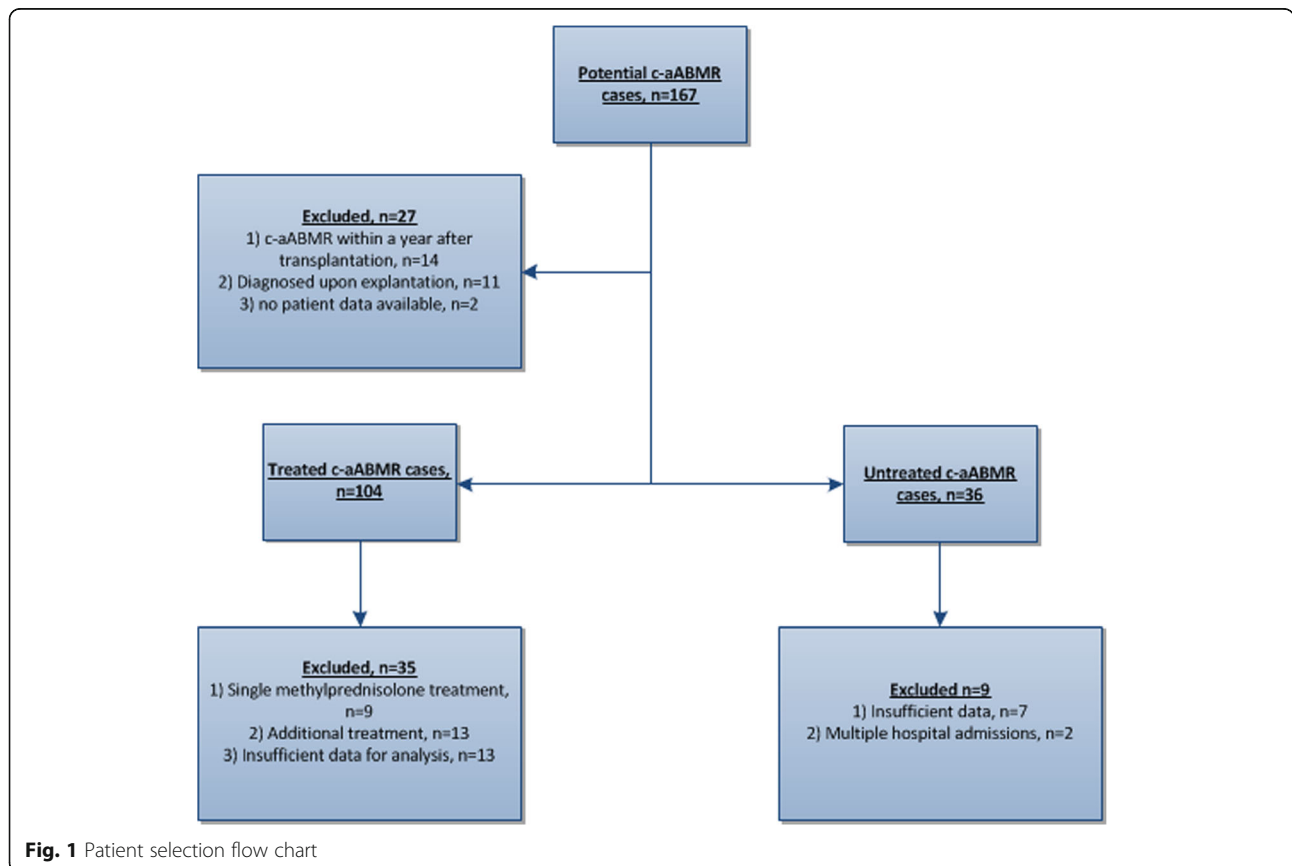 Potential c-aABMR
cases, n=167
Excluded, n=27
1) c-aABMR within a year after
transplantation, n=14
2) Diagnosed upon explantation, n=11
3) no patient data available, n=2
Treated c-aABMR cases,
n=104
Untreated c-aABMR
cases, n=36
Excluded, n=35
1) Single methylprednisolone treatment,
n=9
2) Additional treatment, n=13
3) Insufficient data for analysis, n=13
Excluded n=9
1) Insufficient data, n=7
2) Multiple hospital admissions, n=2
Fig. 1 Patient selection flow chart